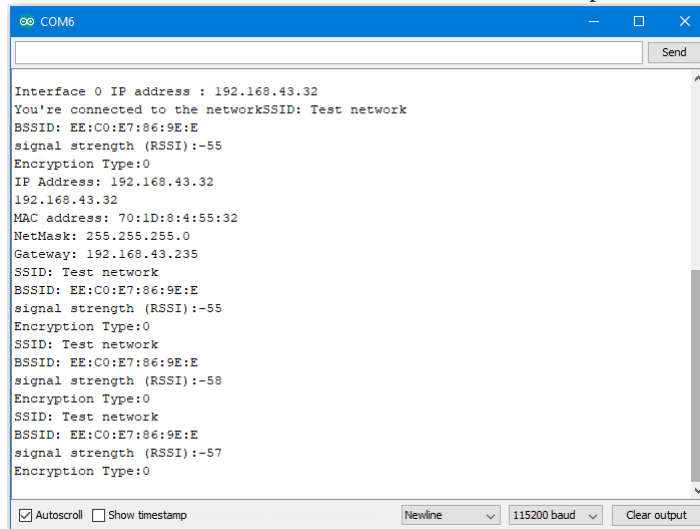 COM6
Send
Interface 0 IP address : 192.168.43.32
You're connected to the networkSSID: Test network
BSSID: EE:C0:E7:86:9E:E
signal strength (RSSI):-55
Encryption Type:0
IP Address: 192.168.43.32
192.168.43.32
MAC address: 70:1D:8:4:55:32
NetMask: 255.255.255.0
Gateway: 192.168.43.235
SSID: Test network
BSSID: EE:C0:E7:86:9E:E
signal strength (RSSI):-55
Encryption Type:0
SSID: Test network
BSSID: EE:C0:E7:86:9E:E
signal strength (RSSI):-58
Encryption Type:0
SSID: Test network
BSSID: EE:C0:E7:86:9E:E
signal strength (RSSI):-57
Encryption Type:0
Autoscroll Show timestamp Newline 115200 baud Clear output